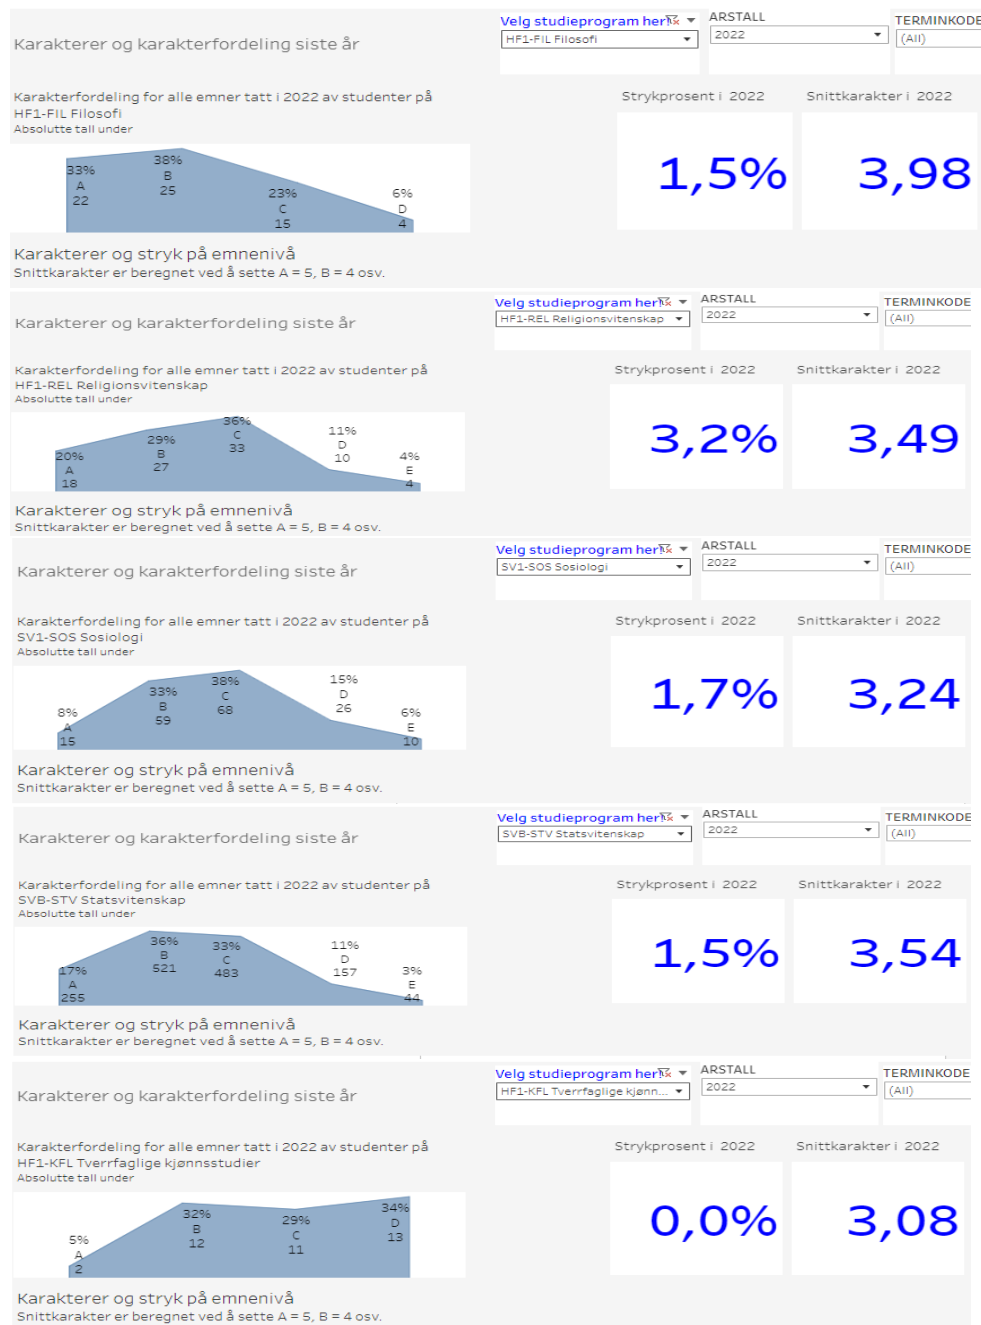 Velg studieprogram her!
ARSTALL
TERMINKODE
Karakterer og karakterfordeling siste år
HF1-FIL Filosofi
2022
(All)
Karakterfordeling for alle emner tatt i 2022 av studenter på
HF1-FIL Filosofi
Absolutte tall under
Strykprosent i 2022
Snittkarakter i 2022
33%
A
22
38%
B
25
23%
C
15
6%
D
4
1,5%
3,98
Karakterer og stryk på emnenivå
Snittkarakter er beregnet ved å sette A = 5, B = 4 osv.
Velg studieprogram her!
ARSTALL
TERMINKODE
Karakterer og karakterfordeling siste år
HF1-REL Religionsvitenskap
2022
(All)
Karakterfordeling for alle emner tatt i 2022 av studenter på
HF1-REL Religionsvitenskap
Absolutte tall under
Strykprosent i 2022
Snittkarakter i 2022
20%
A
18
29%
B
27
36%
C
33
11%
D
10
4%
E
4
3,2%
3,49
Karakterer og stryk på emnenivå
Snittkarakter er beregnet ved å sette A = 5, B = 4 osv.
Velg studieprogram her!
ARSTALL
TERMINKODE
Karakterer og karakterfordeling siste år
SV1-SOS Sosiologi
2022
(All)
Karakterfordeling for alle emner tatt i 2022 av studenter på
SV1-SOS Sosiologi
Absolutte tall under
Strykprosent i 2022
Snittkarakter i 2022
8%
A
15
33%
B
59
38%
C
68
15%
D
26
6%
E
10
1,7%
3,24
Karakterer og stryk på emnenivå
Snittkarakter er beregnet ved å sette A = 5, B = 4 osv.
Velg studieprogram her!
ARSTALL
TERMINKODE
Karakterer og karakterfordeling siste år
SVB-STV Statsvitenskap
2022
(All)
Karakterfordeling for alle emner tatt i 2022 av studenter på
SVB-STV Statsvitenskap
Absolutte tall under
Strykprosent i 2022
Snittkarakter i 2022
17%
A
255
36%
B
521
33%
C
483
11%
D
157
3%
E
44
1,5%
3,54
Karakterer og stryk på emnenivå
Snittkarakter er beregnet ved å sette A = 5, B = 4 osv.
Velg studieprogram her!
ARSTALL
TERMINKODE
Karakterer og karakterfordeling siste år
HF1-KFL Tverrfaglige kjønn...
2022
(All)
Karakterfordeling for alle emner tatt i 2022 av studenter på
HF1-KFL Tverrfaglige kjønnsstudier
Absolutte tall under
Strykprosent i 2022
Snittkarakter i 2022
5%
A
2
32%
B
12
29%
C
11
34%
D
13
0,0%
3,08
Karakterer og stryk på emnenivå
Snittkarakter er beregnet ved å sette A = 5, B = 4 osv.